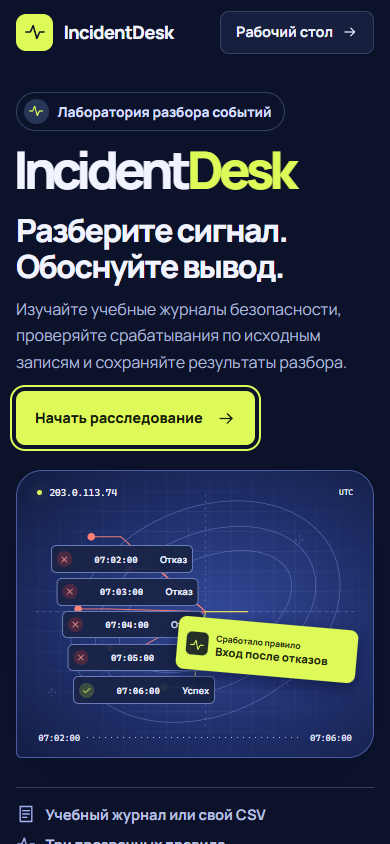 IncidentDesk
Рабочий стол
Лаборатория разбора событий
IncidentDesk
Разберите сигнал.
Обоснуйте вывод.
Изучайте учебные журналы безопасности,
проверяйте срабатывания по исходным
записям и сохраняйте результаты разбора.
Начать расследование
203.0.113.74
UTC
07:02:00 Отказ
07:03:00 Отказ
07:04:00
07:05:00
Сработало правило
Вход после отказов
07:06:00 Успех
07:02:00
07:06:00
Учебный журнал или свой CSV